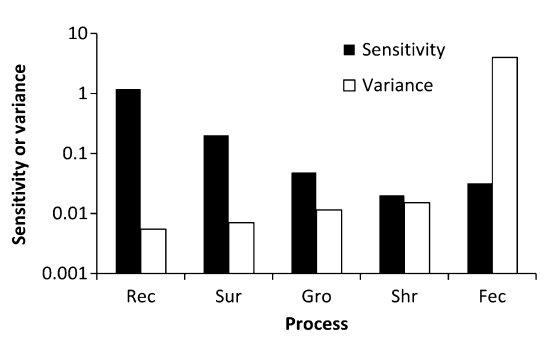 10
1
0.1
0.01
0.001
Sensitivity or variance
Sensitivity
Variance
Rec Sur Gro Shr Fec
Process